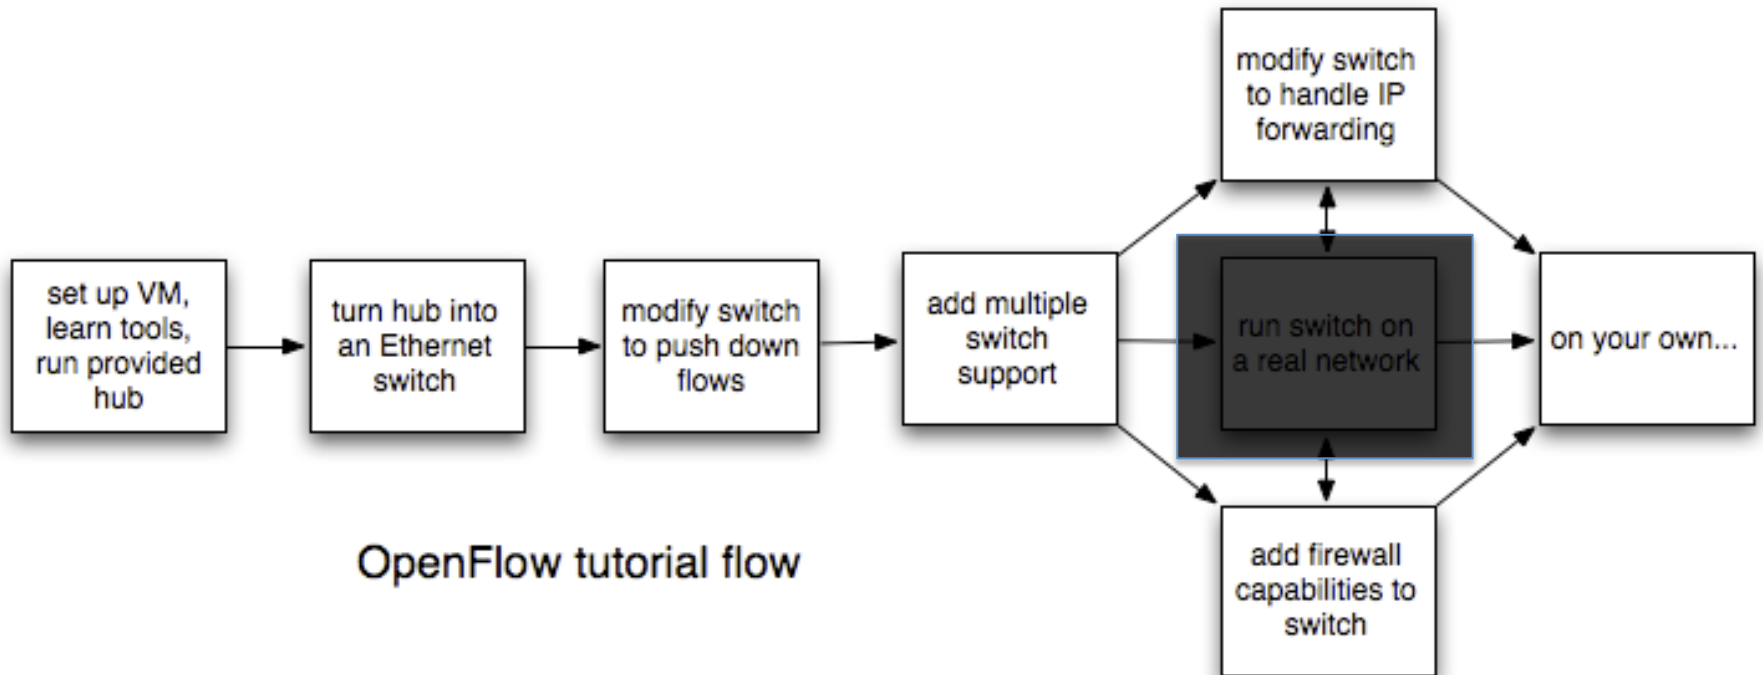 set up VM,
learn tools,
run provided
hub
turn hub into
an Ethernet
switch
modify switch
to push down
flows
add multiple
switch
support
modify switch
to handle IP
forwarding
run switch on
a real network
add firewall
capabilities to
switch
on your own...
OpenFlow tutorial flow